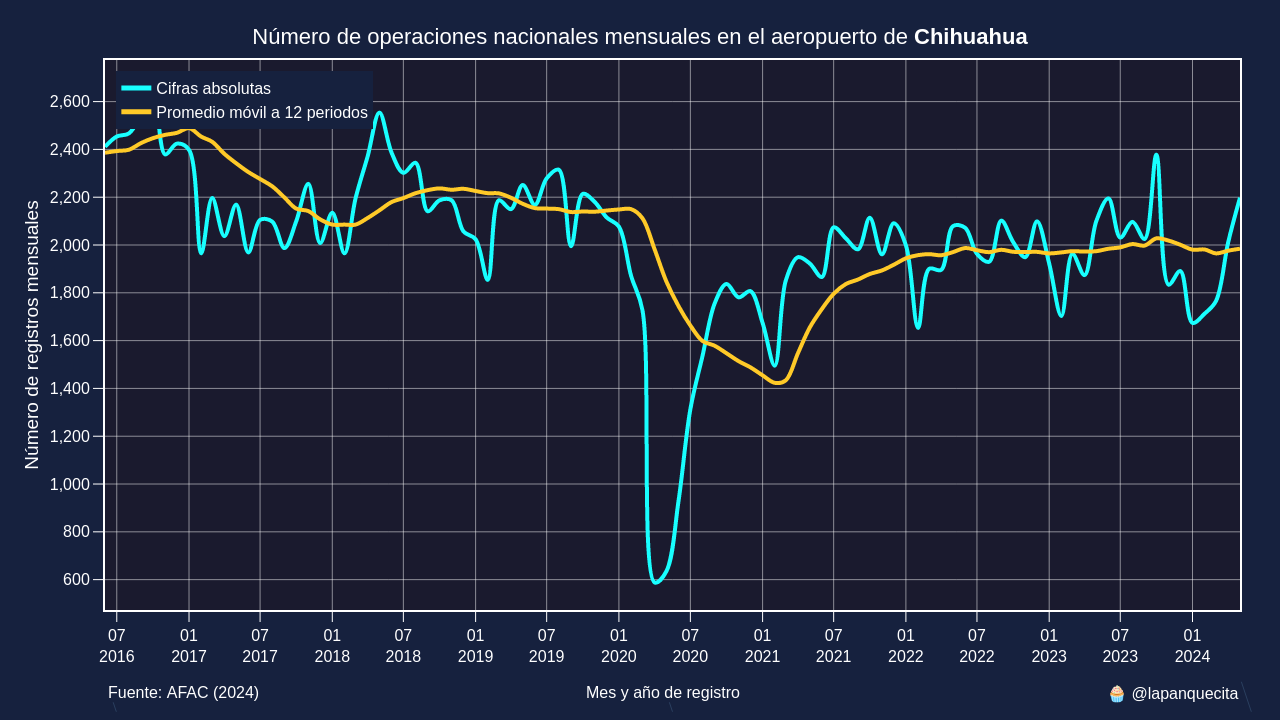 Número de operaciones nacionales mensuales en el aeropuerto de Chihuahua
Cifras absolutas
Promedio móvil a 12 periodos
Número de registros mensuales
2,600
2,400
2,200
2,000
1,800
1,600
1,400
1,200
1,000
800
600
07 01 07 01 07 01 07 01 07 01 07 01 07 01 07 01
2016 2017 2017 2018 2018 2019 2019 2020 2020 2021 2021 2022 2022 2023 2023 2024
Fuente: AFAC (2024)
Mes y año de registro
🧁 @lapanquecita